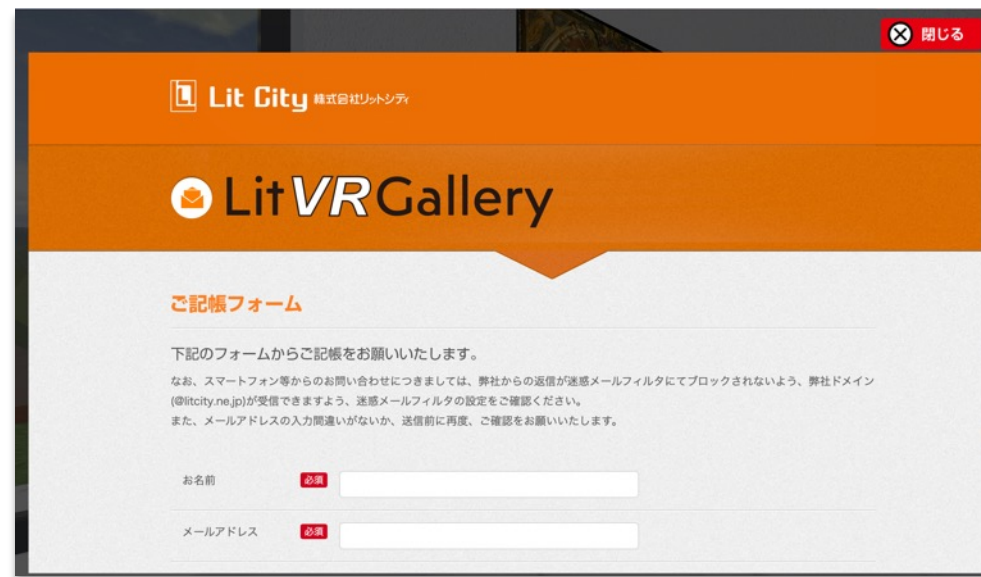 閉じる
Lit City 株式会社リットシティ
Lit VR Gallery
ご記帳フォーム
下記のフォームからご記帳をお願いいたします。
なお、スマートフォン等からのお問い合わせにつきましては、弊社からの返信が迷惑メールフィルタにてブロックされないよう、弊社ドメイン
(@litcity.ne.jp)が受信できますよう、迷惑メールフィルタの設定をご確認ください。
また、メールアドレスの入力間違いがないか、送信前に再度、ご確認をお願いいたします。
お名前 必須
メールアドレス 必須